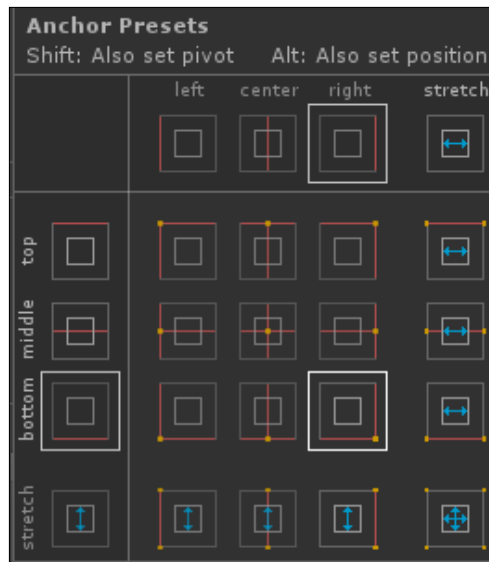 Anchor Presets
Shift: Also set pivot Alt: Also set position
left center right stretch
top
middle
bottom
stretch